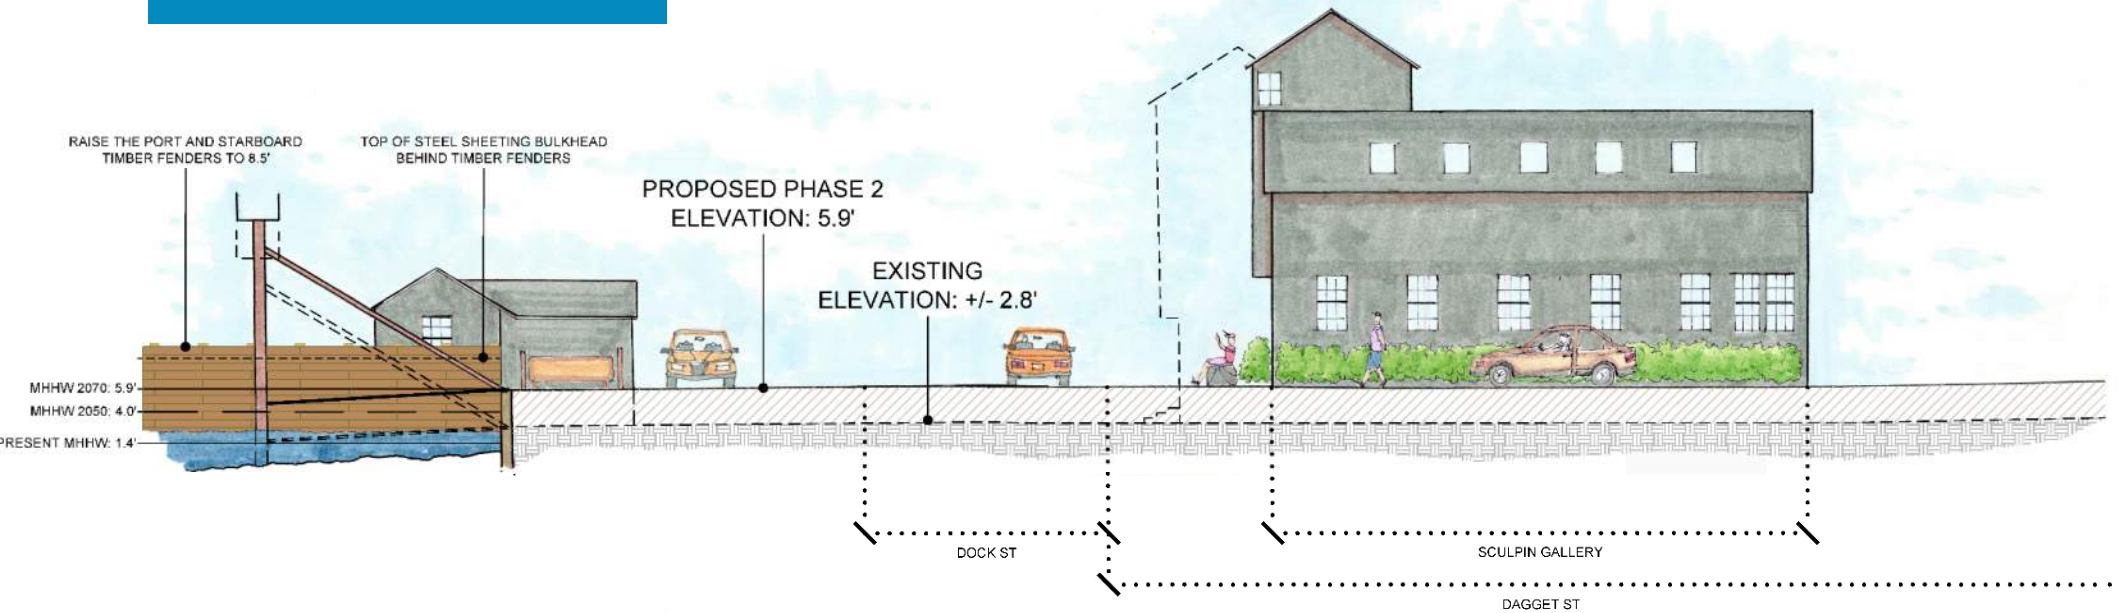 RAISE THE PORT AND STARBOARD
TIMBER FENDERS TO 8.5'
TOP OF STEEL SHEETING BULKHEAD
BEHIND TIMBER FENDERS
PROPOSED PHASE 2
ELEVATION: 5.9'
EXISTING
ELEVATION: +/- 2.8'
MHHW 2070: 5.9'
MHHW 2050: 4.0'
PRESENT MHHW: 1.4'
DOCK ST
SCULPIN GALLERY
DAGGET ST